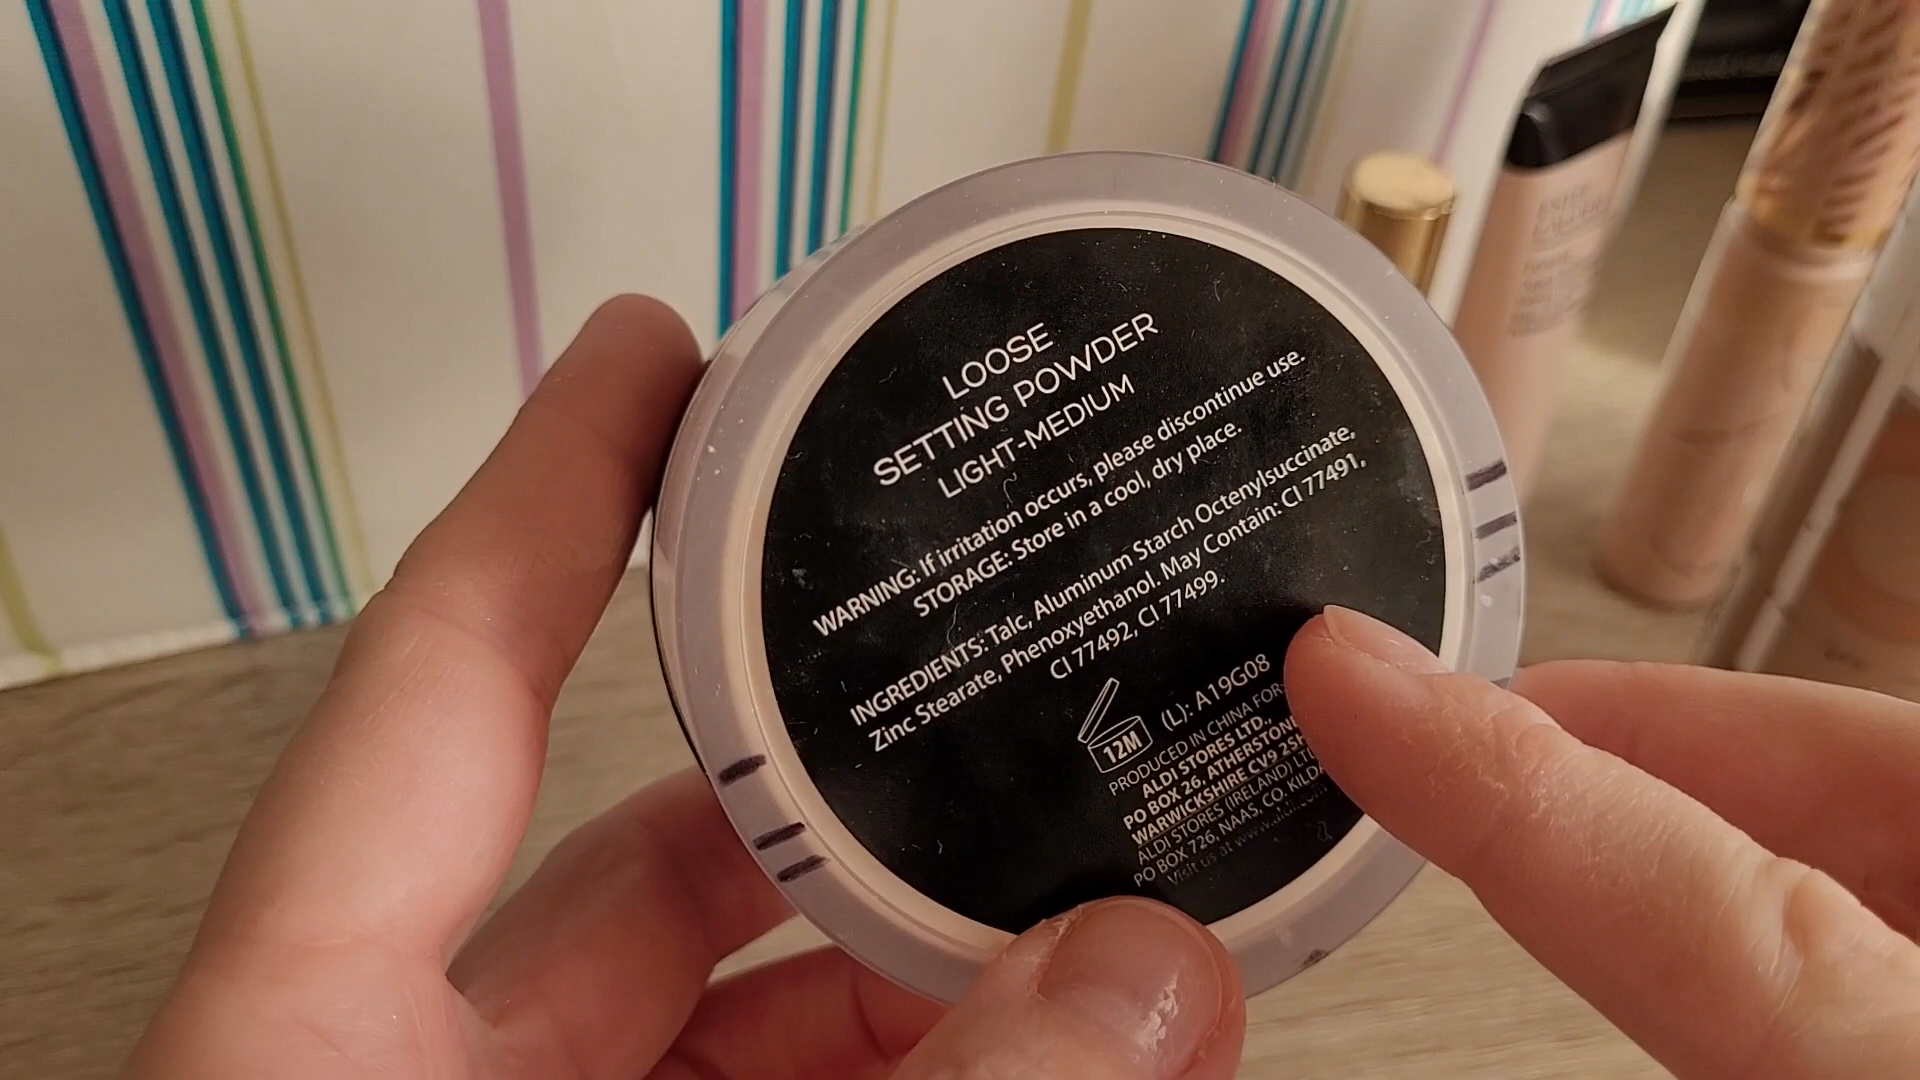 LOOSE
SETTING POWDER
LIGHT-MEDIUM
WARNING: If irritation occurs, please discontinue use.
STORAGE: Store in a cool, dry place.
INGREDIENTS: Talc, Aluminum Starch Octenylsuccinate,
Zinc Stearate, Phenoxyethanol. May Contain: CI 77491,
CI 77492, CI 77499.
12M
(L): A19G08
PRODUCED IN CHINA FOR:
ALDI STORES LTD.,
PO BOX 26, ATHERSTONE
WARWICKSHIRE CV9
ALDI STORES (IRELAND)
PO BOX 726, NAAS, CO.
Visit us at